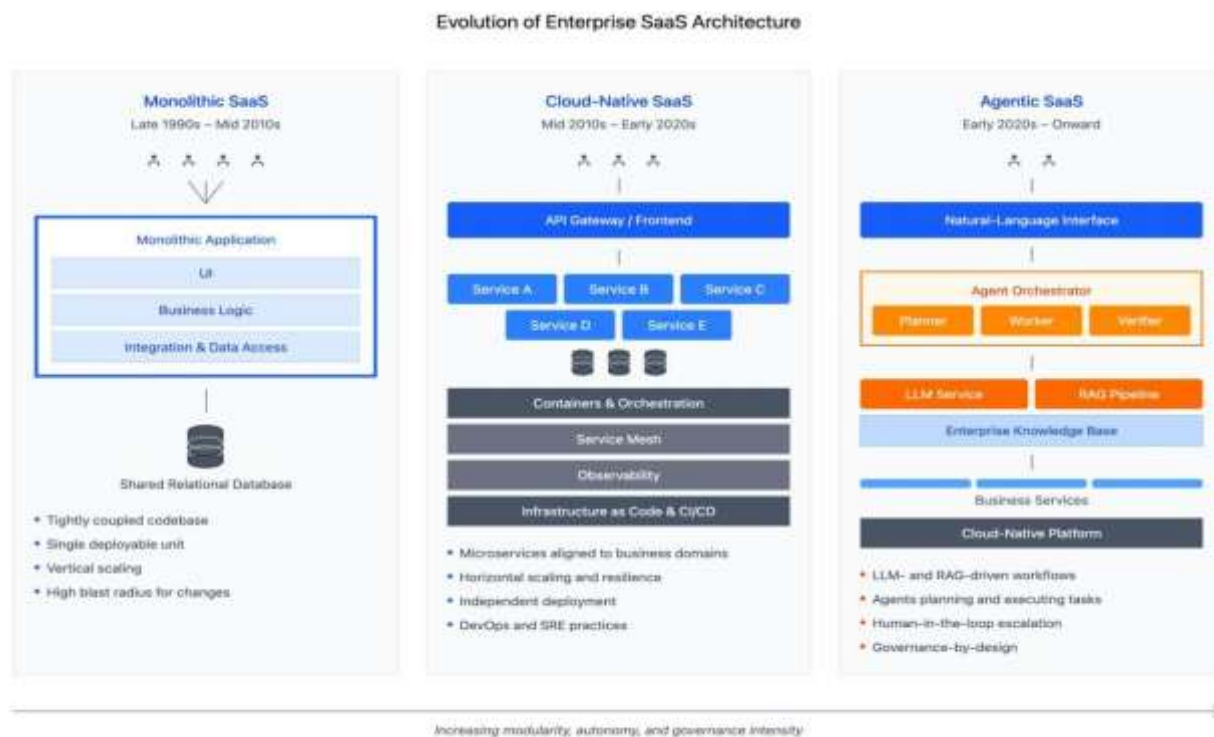 Evolution of Enterprise SaaS Architecture
Monolithic SaaS
Late 1990s – Mid 2010s
Monolithic Application
UI
Business Logic
Integration & Data Access
Shared Relational Database
• Tightly coupled codebase
• Single deployable unit
• Vertical scaling
• High blast radius for changes
Cloud-Native SaaS
Mid 2010s – Early 2020s
API Gateway / Frontend
Service A Service B Service C
Service D Service E
Containers & Orchestration
Service Mesh
Observability
Infrastructure as Code & CI/CD
• Microservices aligned to business domains
• Horizontal scaling and resilience
• Independent deployment
• DevOps and SRE practices
Agentic SaaS
Early 2020s – Onward
Natural-Language Interface
Agent Orchestrator
Planner Worker Verifier
LLM Service RAG Pipeline
Enterprise Knowledge Base
Business Services
Cloud-Native Platform
• LLM- and RAG-driven workflows
• Agents planning and executing tasks
• Human-in-the-loop escalation
• Governance-by-design
Increasing modularity, autonomy, and governance intensity